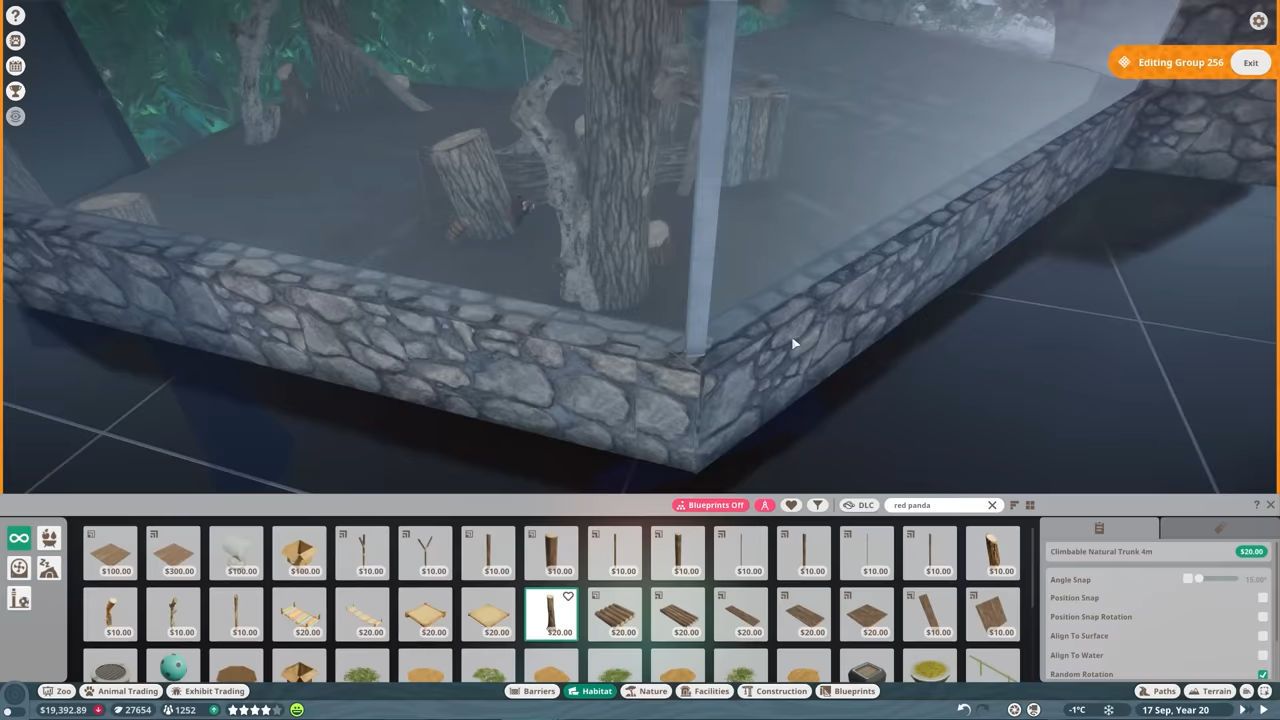 Editing Group 256 Exit
Blueprints Off DLC red panda
$100.00 $300.00 $100.00 $100.00 $10.00 $10.00 $10.00 $10.00 $10.00 $10.00 $10.00 $10.00 $10.00 $10.00 $10.00
$10.00 $10.00 $10.00 $20.00 $20.00 $20.00 $20.00 $20.00 $20.00 $20.00 $20.00 $20.00 $20.00 $10.00 $10.00
Climbable Natural Trunk 4m $20.00
Angle Snap 15.00°
Position Snap
Position Snap Rotation
Align To Surface
Align To Water
Random Rotation
Zoo Animal Trading Exhibit Trading Barriers Habitat Nature Facilities Construction Blueprints Paths Terrain
$19,392.89 27654 1252 -1°C 17 Sep, Year 20